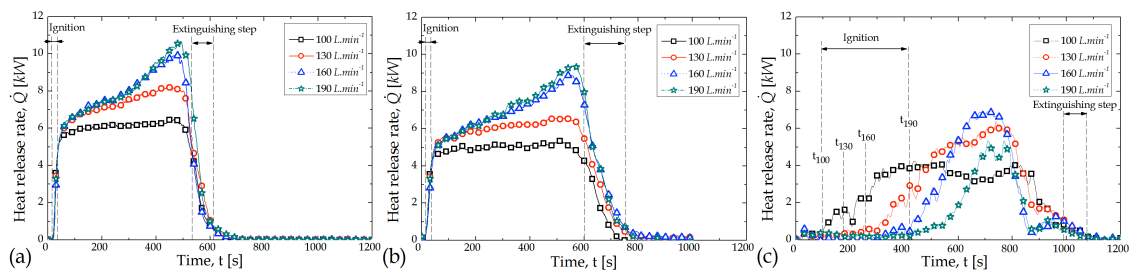 Ignition
Extinguishing step
100 L.min⁻¹
130 L.min⁻¹
160 L.min⁻¹
190 L.min⁻¹
Heat release rate, Q̇ [kW]
12
10
8
6
4
2
0
0 200 400 600 800 1000 1200
Time, t [s]
(a)
Ignition
Extinguishing step
100 L.min⁻¹
130 L.min⁻¹
160 L.min⁻¹
190 L.min⁻¹
Heat release rate, Q̇ [kW]
12
10
8
6
4
2
0
0 200 400 600 800 1000 1200
Time, t [s]
(b)
Ignition
Extinguishing step
100 L.min⁻¹
130 L.min⁻¹
160 L.min⁻¹
190 L.min⁻¹
t₁₀₀
t₁₃₀
t₁₆₀
t₁₉₀
Heat release rate, Q̇ [kW]
12
10
8
6
4
2
0
0 200 400 600 800 1000 1200
Time, t [s]
(c)